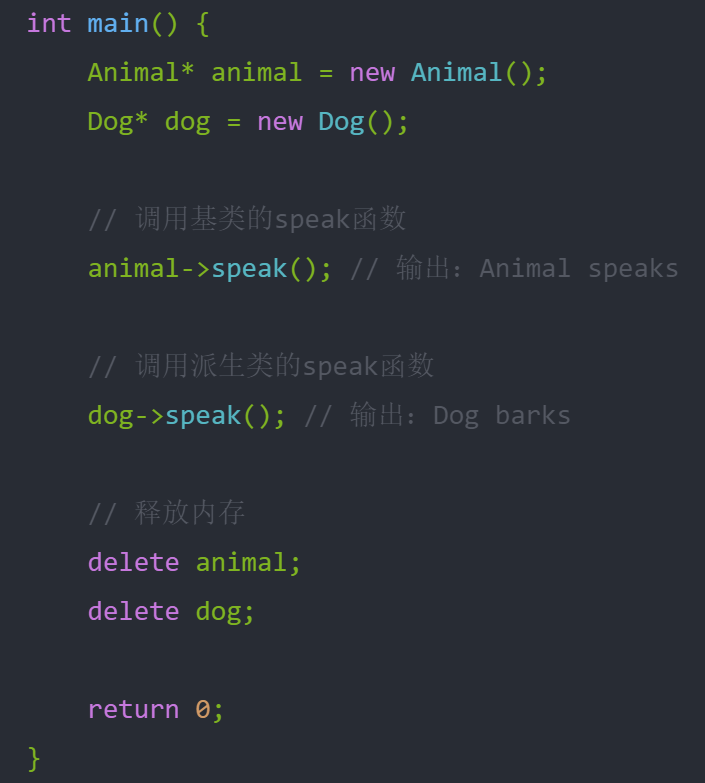 int main() {
    Animal* animal = new Animal();
    Dog* dog = new Dog();

    // 调用基类的speak函数
    animal->speak(); // 输出：Animal speaks

    // 调用派生类的speak函数
    dog->speak(); // 输出：Dog barks

    // 释放内存
    delete animal;
    delete dog;

    return 0;
}